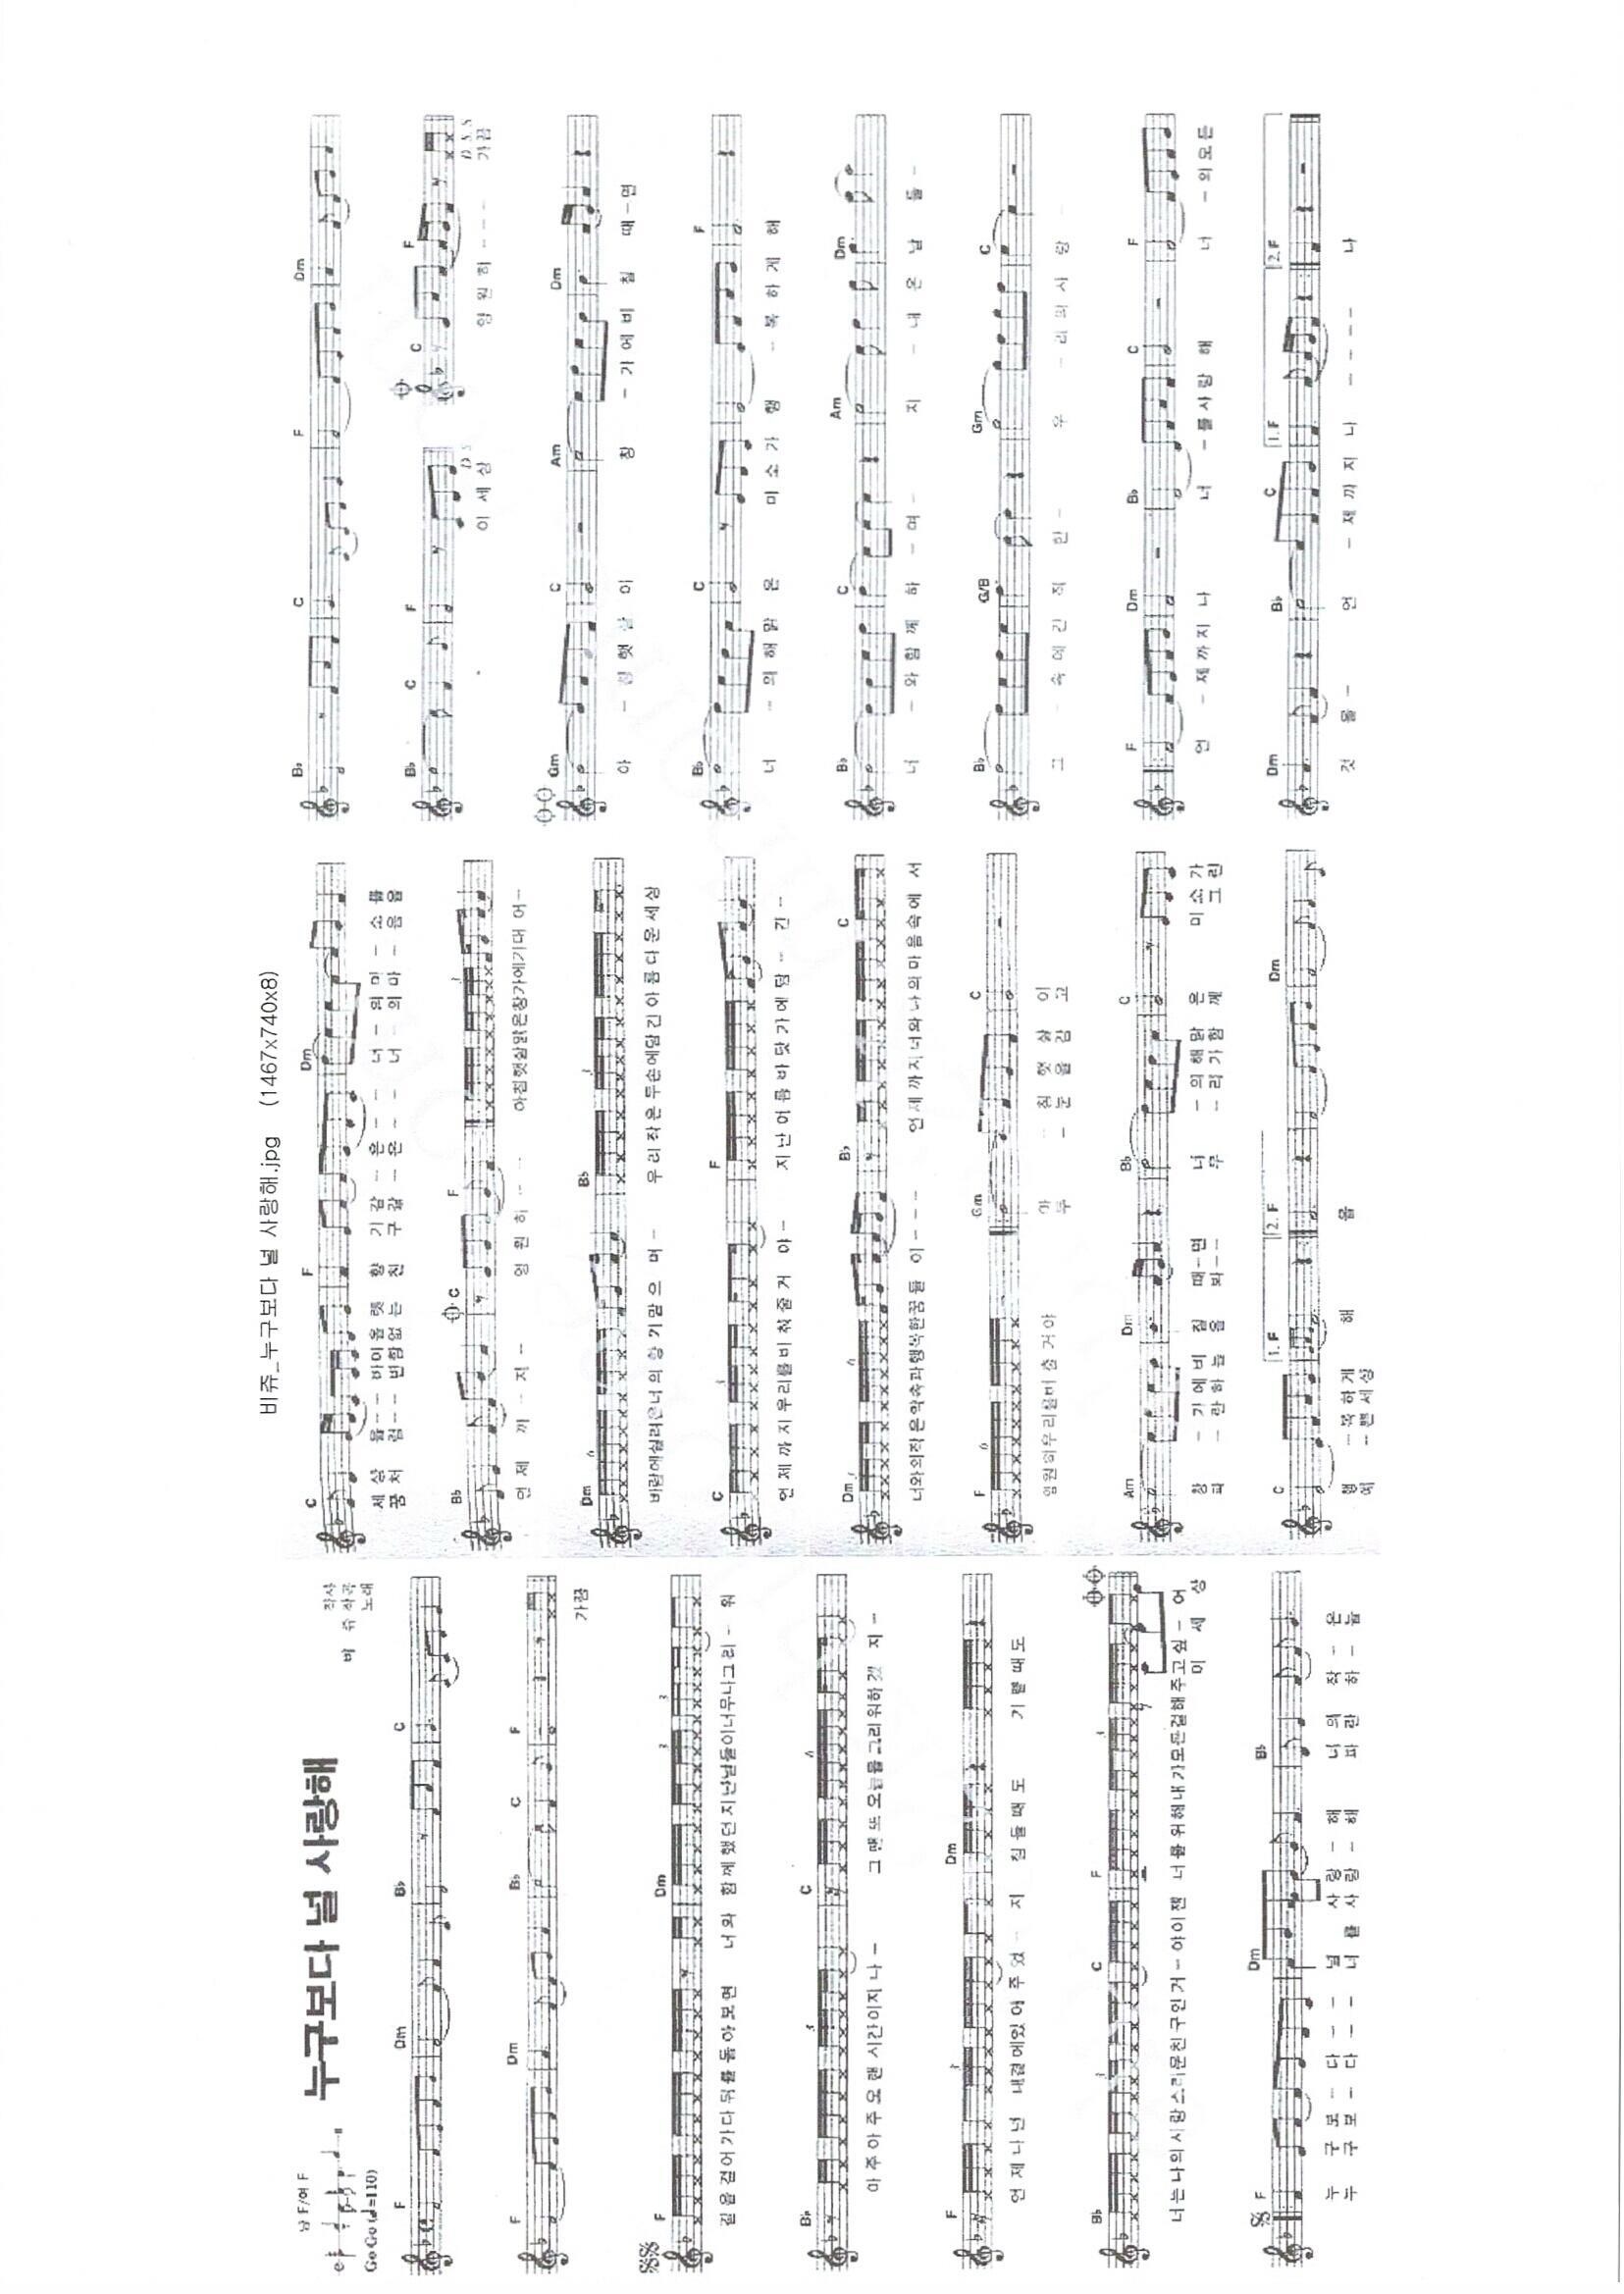 비쥬_누구보다 널 사랑해.jpg (1467x740x8)
남 F/여 F
누구보다 널 사랑해
작사
비 쥬 작곡
노래
Go Go (♩=110)
F Dm B♭ C
F Dm B♭ C F
가끔
F Dm 3 3
길을 걸어 가다 뒤를 돌아보면 너와 함께했던 지난날들이너무나그리 - 워
B♭ 3 C 6
아주아주오랜 시간이지 나 - 그 땐 또 오늘을 그리워하겠 지 -
F 3 Dm
언제나넌 내곁에있어주었 - 지 힘들때도 기쁠때도
B♭ 3 C F 3
너는나의사랑스러운친구인거 - 야이젠 너를위해내가모든걸해주고싶 - 어
이 세 상
F Dm B♭
누 구 보 - 다 - - 널 사 랑 - 해 너 의 작 - 은
누 구 보 - 다 - - 너 를 사 랑 - 해 파 란 하 - 늘
C F Dm
세 상 을 - - 바이올렛 향 기 같 - 은 - - 너 - 의 미 - 소 를
꿈 처 럼 - - 변함없는 친 구 같 - 은 - - 너 - 의 마 - 음 을
B♭ C F 3
언 제 까 - 지 - 영 원 히 - - 아침햇살맑은창가에기대 어 -
Dm 6 B♭ 3
바람에실려온너의향기맡으 며 - 우리작은두손에담긴아름다운세상
C 3 F
언제까지우리를비춰줄거 야 - 지난여름바닷가에담 - 긴 -
Dm 3 6 B♭ C
너와의작은약속과행복한꿈들 이 - - - 언제까지너와나의마음속에 서
F 6 Gm C
영원히우리를비출거야 아 - 침 햇 살 이
두 - 눈 을 감 고
Am Dm B♭ C
창 - 가에비 칠 때 - 면 너 - 의해맑 은 미소가
파 - 란하늘 을 봐 - - 우 - 리가함 께 그린
C 1. F 2. F Dm
행 - 복하게 해 을
예 - 쁜세상
B♭ C F Dm
B♭ C F C F
D.S. D.S.S
이 세 상 영 원 히 - - - 가끔
Gm C Am Dm
아 - 침햇살 이 창 - 가에비 칠 때 - 면
B♭ C F
너 - 의해맑 은 미소가 행 - 복하게 해
B♭ C Am Dm
너 - 와함께 하 - 며 - 지 - 내 온 날 들 -
B♭ G/B Gm C
그 - 속에간 직 한 - 우 - 리의사 랑 -
F Dm B♭ C F
언 - 제까지 나 너 - 를사랑 해 너 - 의모든
Dm B♭ C 1. F 2. F
것 을 - 언 - 제까지 나 - - - - 나